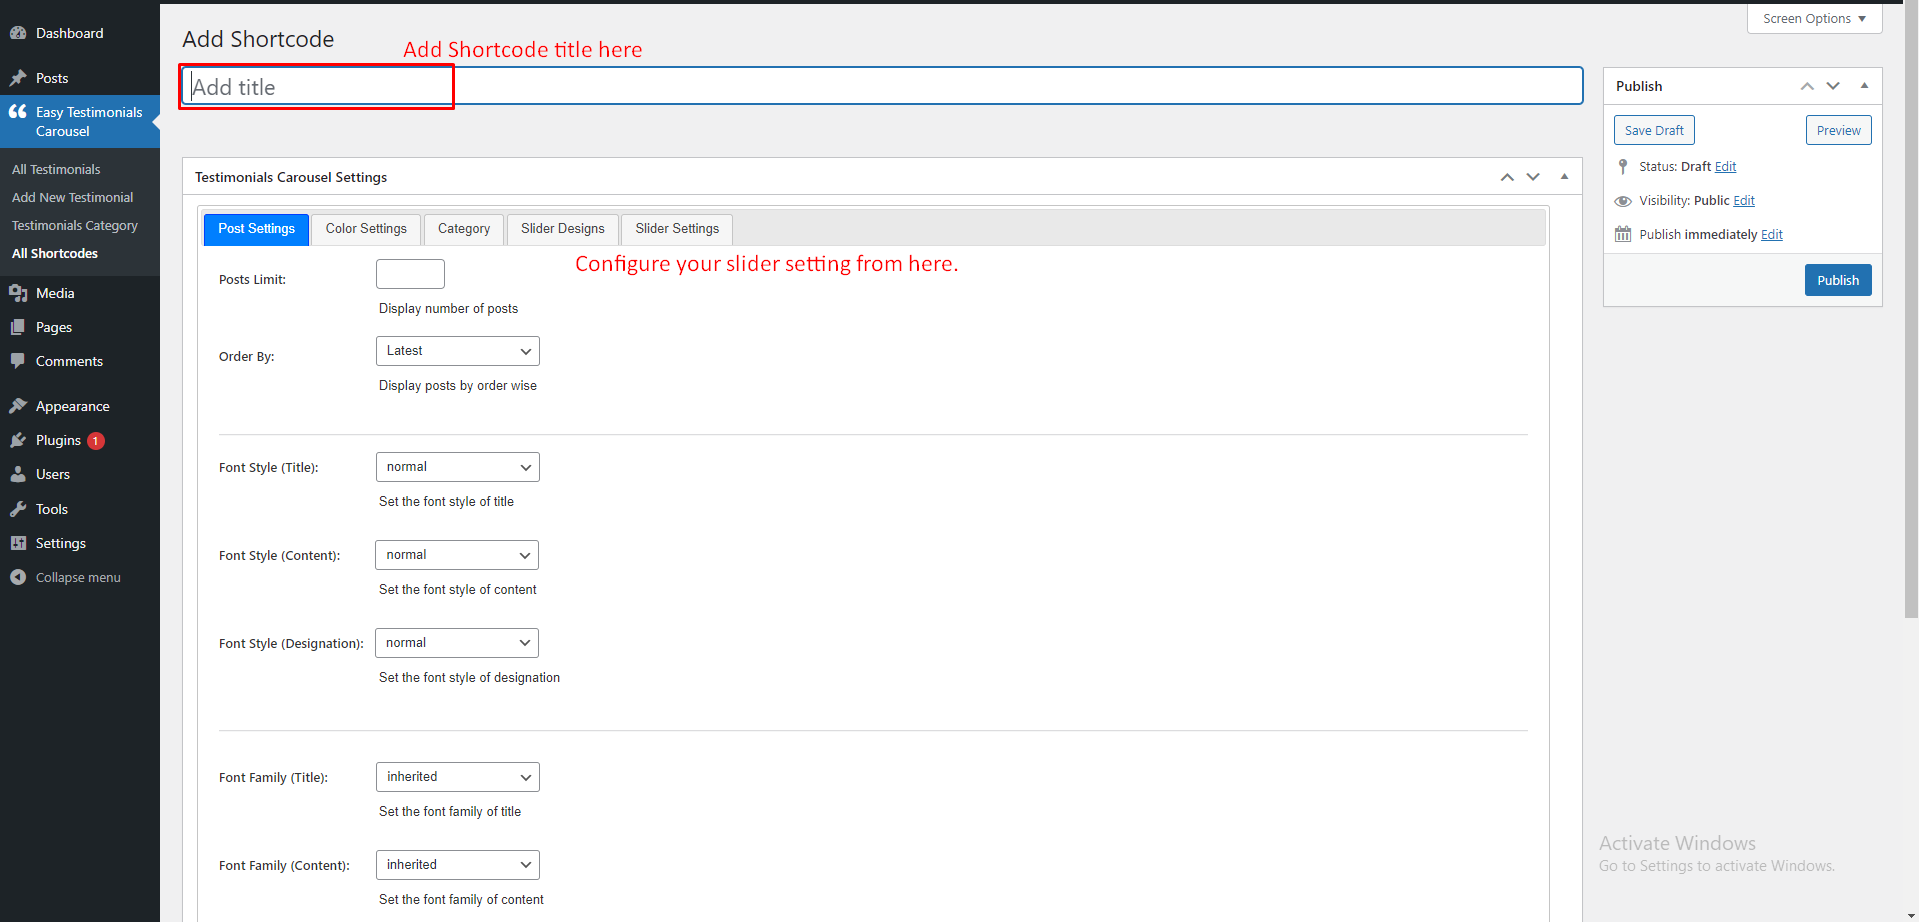 Screen Options
Dashboard
Posts
Easy Testimonials
Carousel
All Testimonials
Add New Testimonial
Testimonials Category
All Shortcodes
Media
Pages
Comments
Appearance
Plugins 1
Users
Tools
Settings
Collapse menu
Add Shortcode
Add Shortcode title here
Add title
Testimonials Carousel Settings
Post Settings Color Settings Category Slider Designs Slider Settings
Configure your slider setting from here.
Posts Limit:
Display number of posts
Order By: Latest
Display posts by order wise
Font Style (Title): normal
Set the font style of title
Font Style (Content): normal
Set the font style of content
Font Style (Designation): normal
Set the font style of designation
Font Family (Title): inherited
Set the font family of title
Font Family (Content): inherited
Set the font family of content
Publish
Save Draft Preview
Status: Draft Edit
Visibility: Public Edit
Publish immediately Edit
Publish
Activate Windows
Go to Settings to activate Windows.